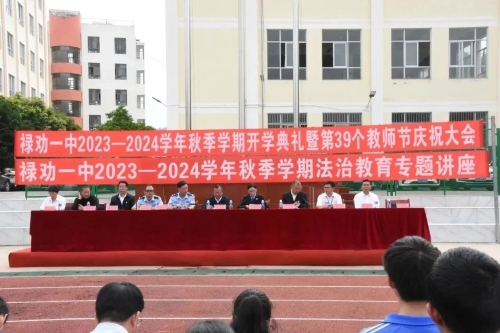 禄劝一中2023—2024学年秋季学期开学典礼暨第39个教师节庆祝大会
禄劝一中2023—2024学年秋季学期法治教育专题讲座